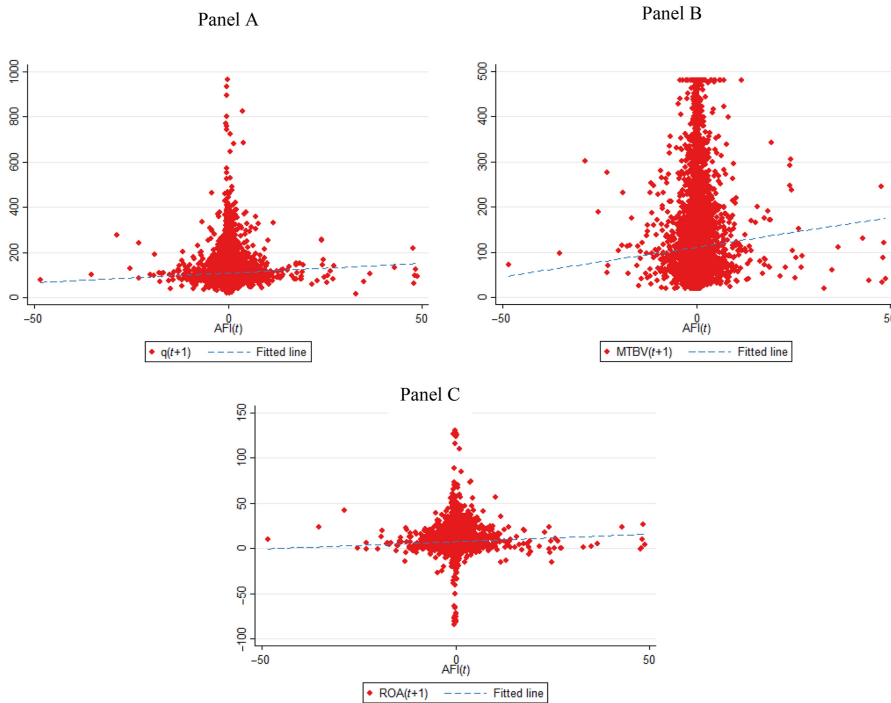 Panel A
1000
800
600
400
200
0
−50
0
50
AFI(t)
q(t+1)
Fitted line
Panel B
500
400
300
200
100
0
−50
0
50
AFI(t)
MTBV(t+1)
Fitted line
Panel C
150
100
50
0
−50
−100
−50
0
50
AFI(t)
ROA(t+1)
Fitted line